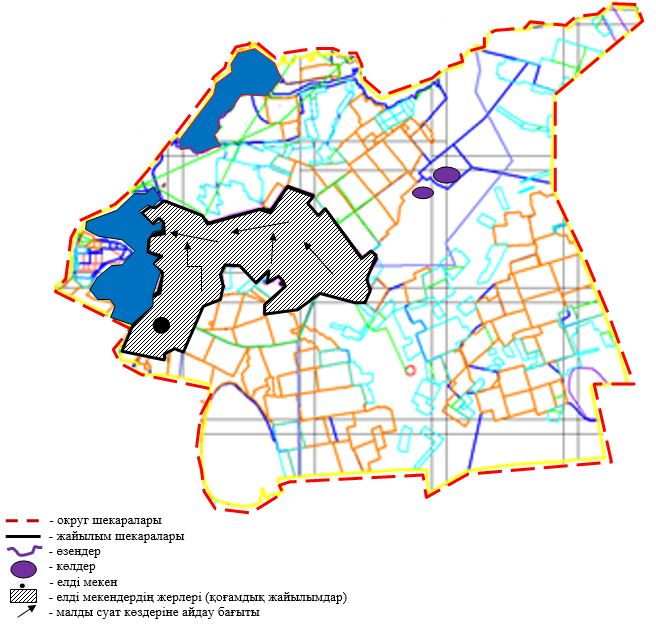 - округ шекаралары
- жайылым шекаралары
- өзендер
- көлдер
- елді мекен
- елді мекендердің жерлері (қоғамдық жайылымдар)
- малды суат көздеріне айдау бағыты